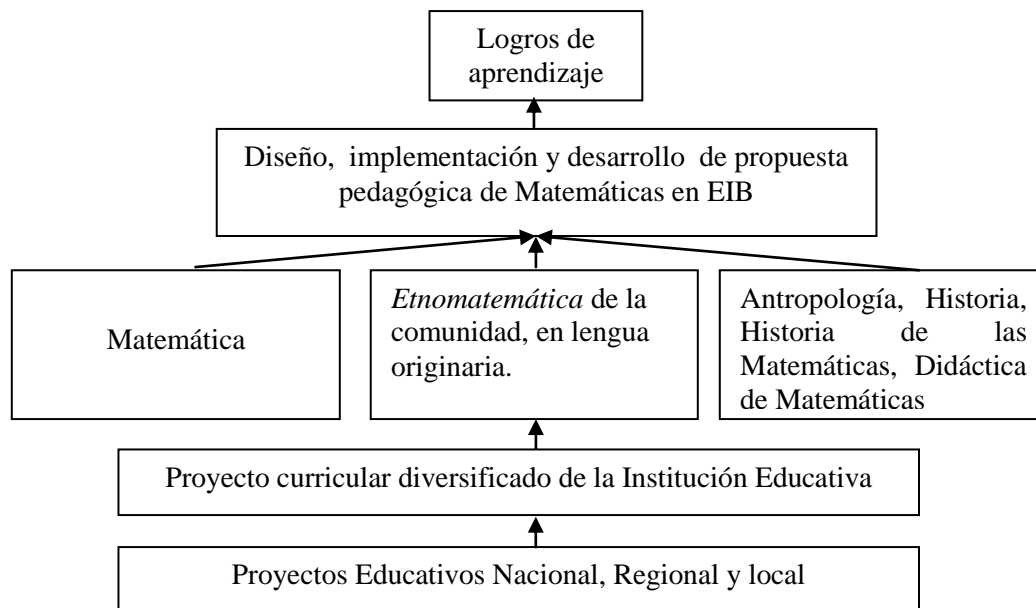 Logros de
aprendizaje
Diseño, implementación y desarrollo de propuesta
pedagógica de Matemáticas en EIB
Matemática
Etnomatemática de la
comunidad, en lengua
originaria.
Antropología, Historia,
Historia de las
Matemáticas, Didáctica
de Matemáticas
Proyecto curricular diversificado de la Institución Educativa
Proyectos Educativos Nacional, Regional y local